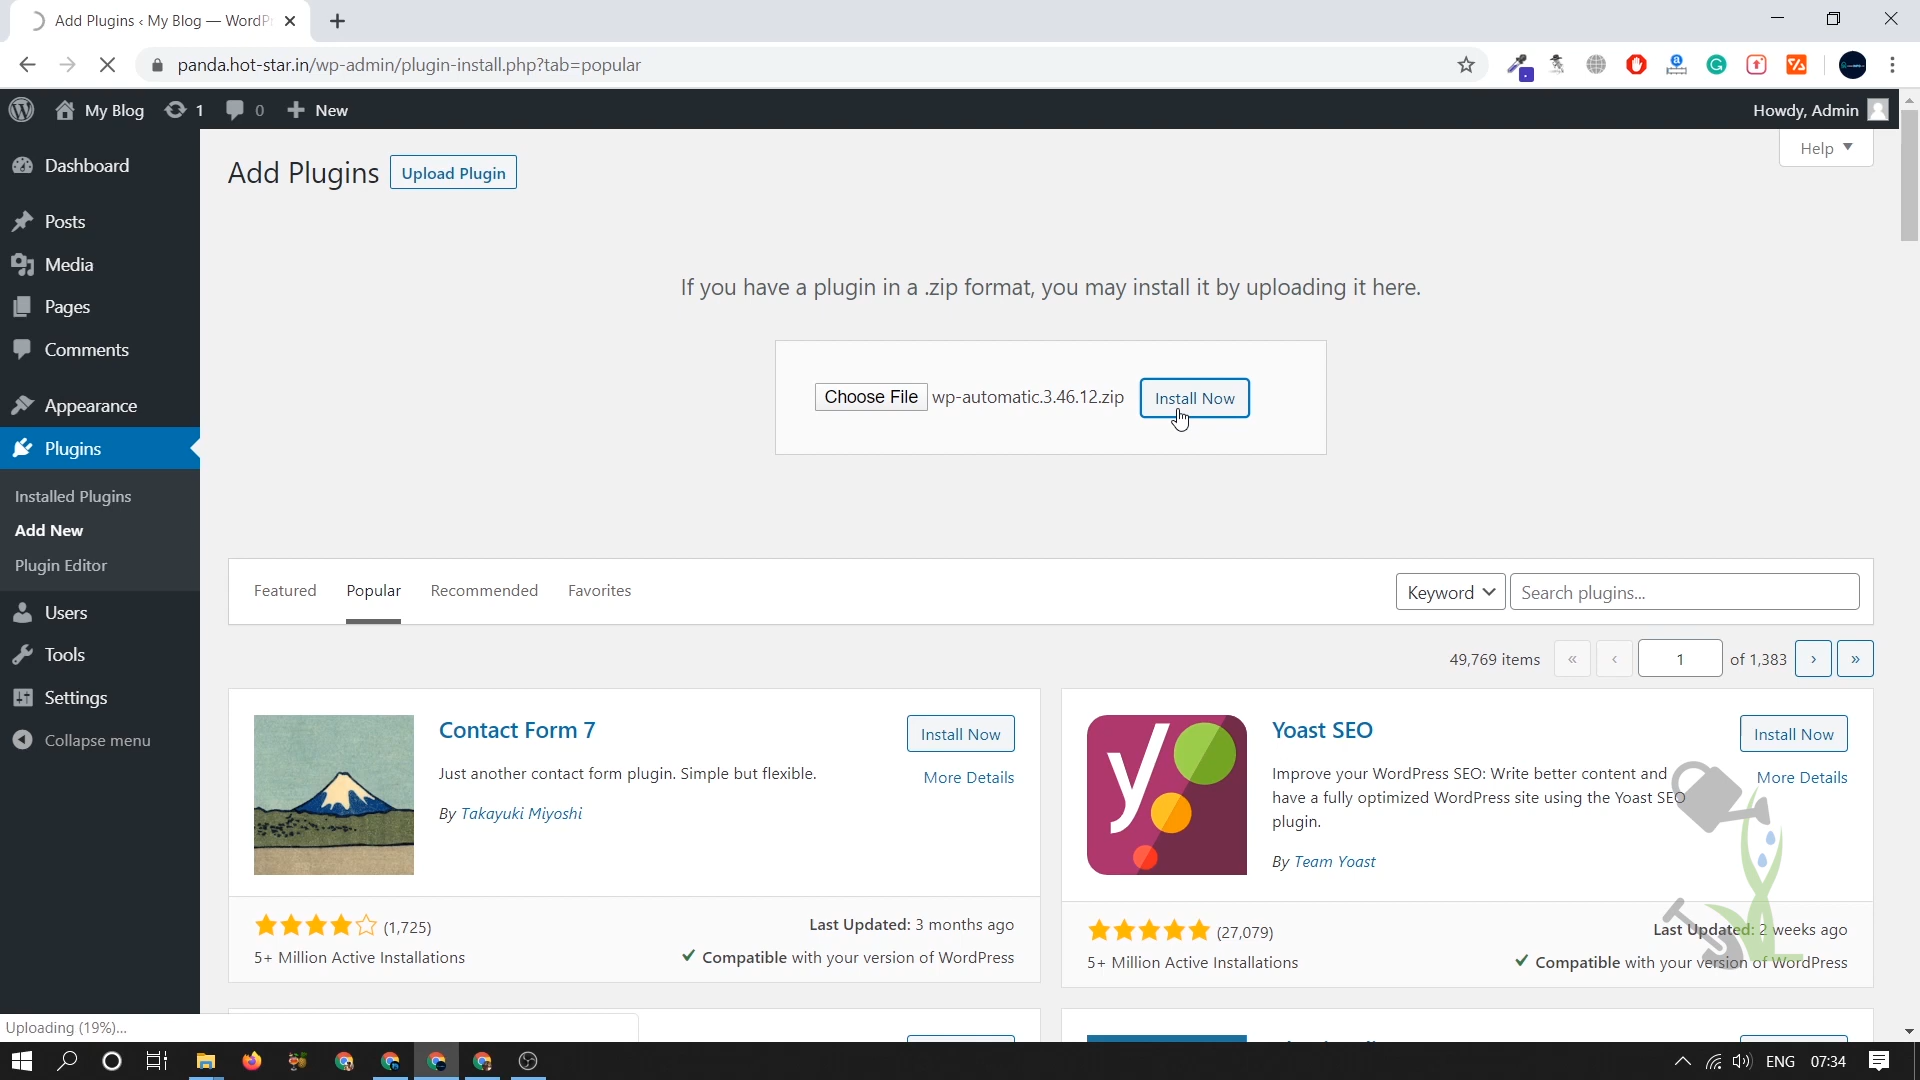 Add Plugins ‹ My Blog — WordP
panda.hot-star.in/wp-admin/plugin-install.php?tab=popular
My Blog 1 0 New Howdy, Admin
Help
Dashboard
Posts
Media
Pages
Comments
Appearance
Plugins
Installed Plugins
Add New
Plugin Editor
Users
Tools
Settings
Collapse menu
Add Plugins Upload Plugin
If you have a plugin in a .zip format, you may install it by uploading it here.
Choose File wp-automatic.3.46.12.zip Install Now
Featured Popular Recommended Favorites Keyword Search plugins...
49,769 items « ‹ 1 of 1,383 › »
Contact Form 7 Install Now
Just another contact form plugin. Simple but flexible. More Details
By Takayuki Miyoshi
(1,725) Last Updated: 3 months ago
5+ Million Active Installations Compatible with your version of WordPress
Yoast SEO Install Now
Improve your WordPress SEO: Write better content and More Details
have a fully optimized WordPress site using the Yoast SEO
plugin.
By Team Yoast
(27,079) Last Updated: 2 weeks ago
5+ Million Active Installations Compatible with your version of WordPress
Uploading (19%)...
ENG 07:34